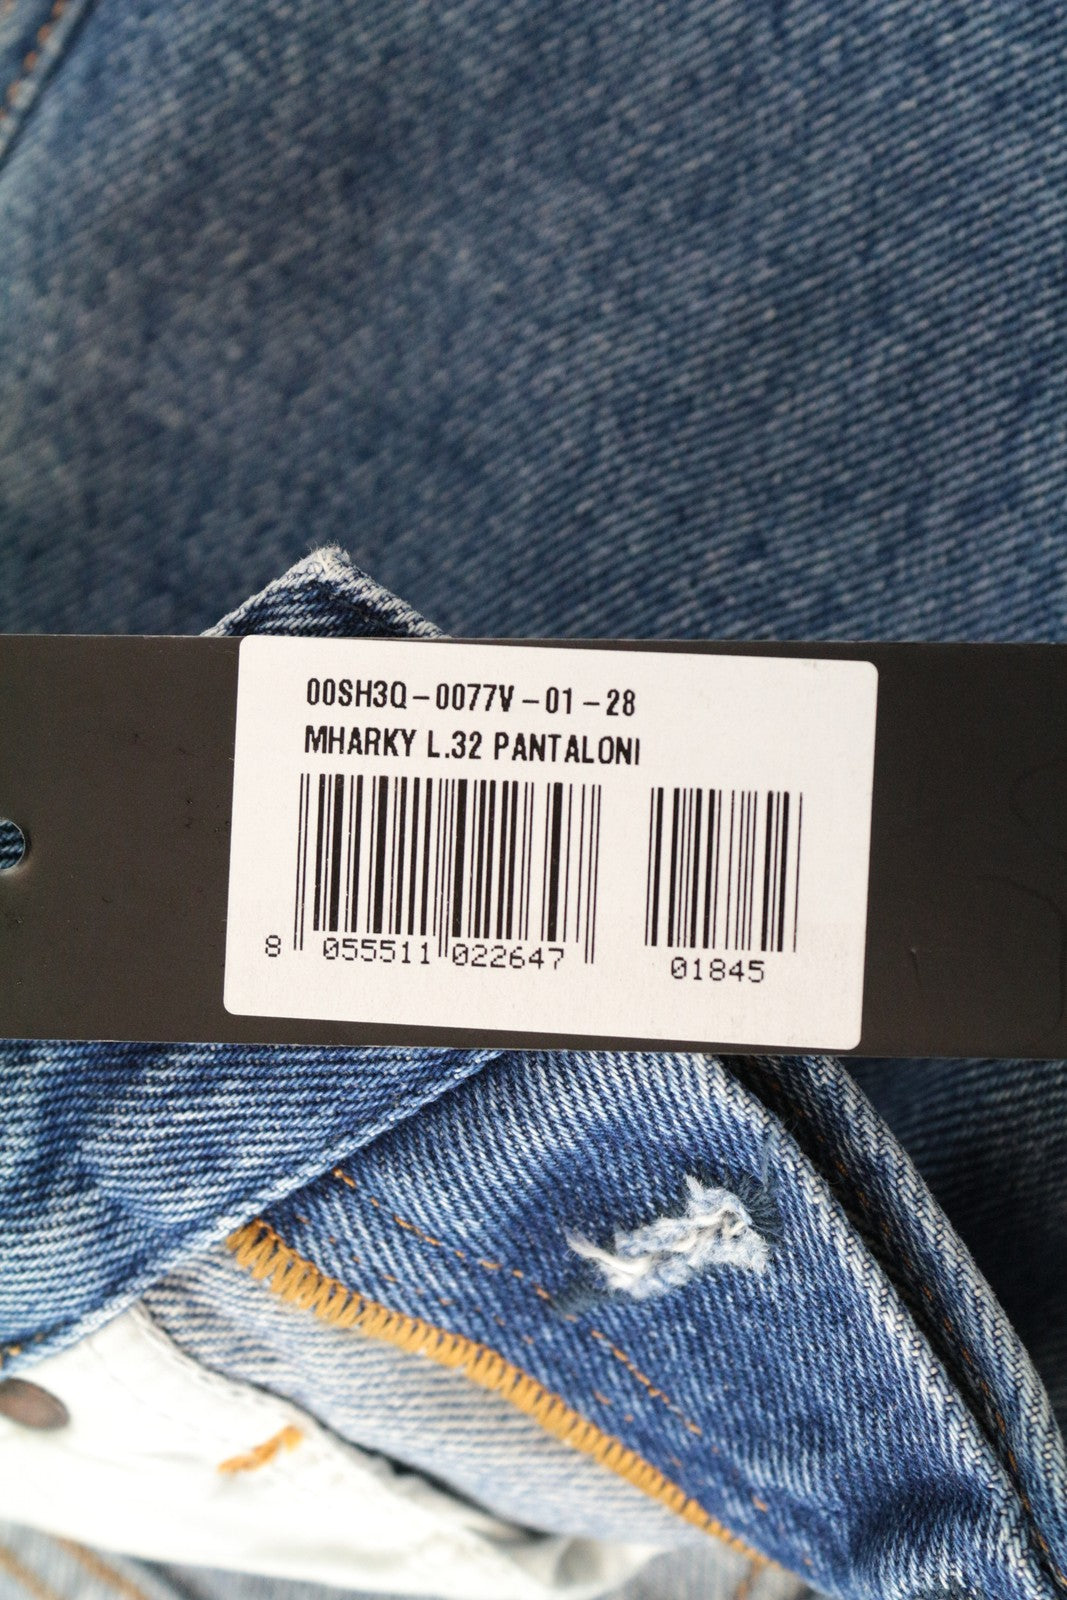 00SH3Q-0077V-01-28
MHARKY L.32 PANTALONI
8 055511 022647
01845